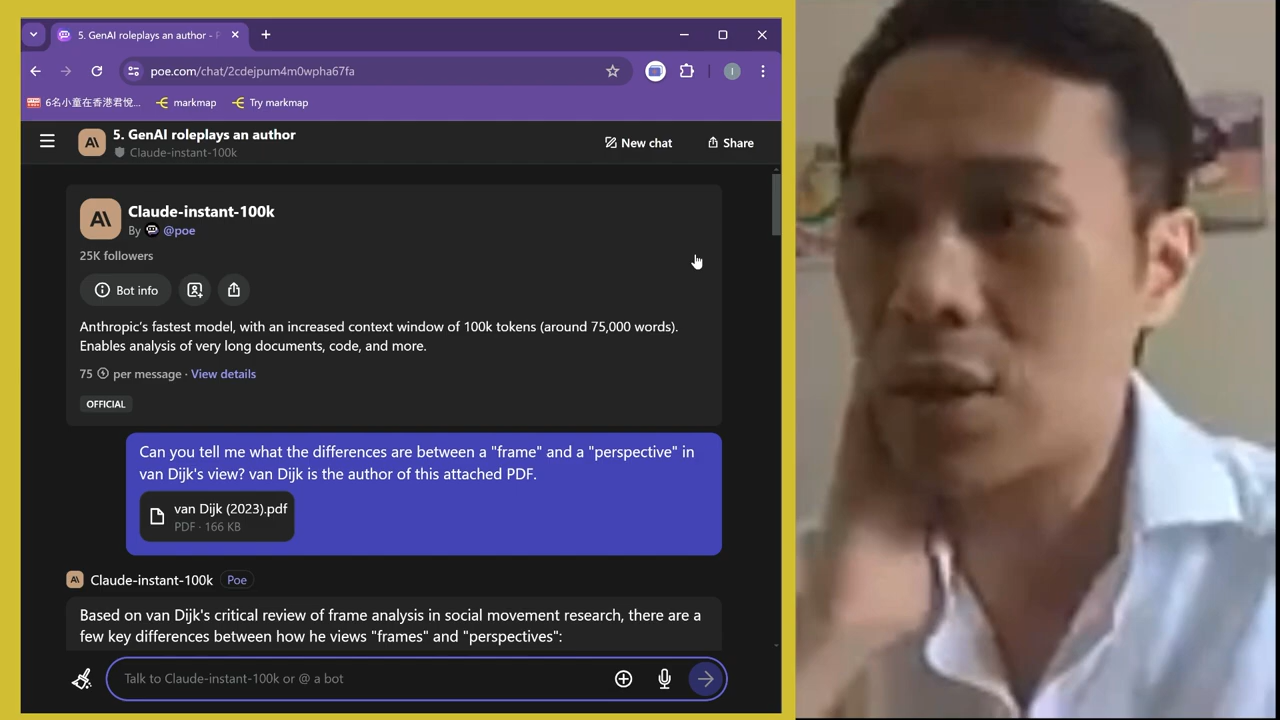 5. GenAI roleplays an author - P
poe.com/chat/2cdejpum4m0wpha67fa
I
6名小童在香港君悅...
markmap
Try markmap
5. GenAI roleplays an author
Claude-instant-100k
New chat
Share
Claude-instant-100k
By @poe
25K followers
Bot info
Anthropic's fastest model, with an increased context window of 100k tokens (around 75,000 words).
Enables analysis of very long documents, code, and more.
75 per message · View details
OFFICIAL
Can you tell me what the differences are between a "frame" and a "perspective" in
van Dijk's view? van Dijk is the author of this attached PDF.
van Dijk (2023).pdf
PDF · 166 KB
Claude-instant-100k Poe
Based on van Dijk's critical review of frame analysis in social movement research, there are a
few key differences between how he views "frames" and "perspectives":
Talk to Claude-instant-100k or @ a bot